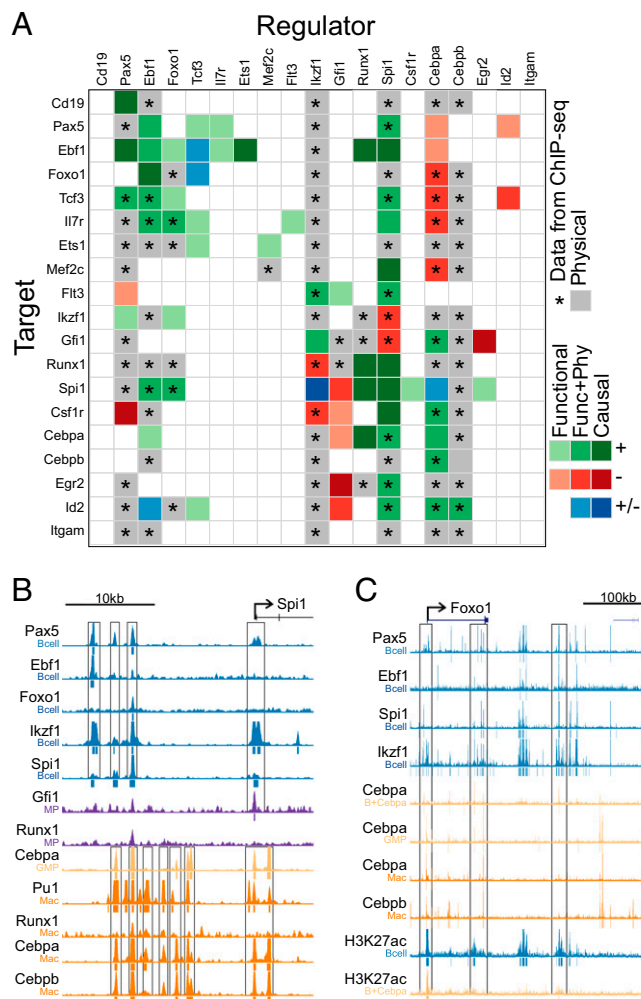 A
Regulator
Cd19
Pax5
Ebf1
Foxo1
Tcf3
Il7r
Ets1
Mef2c
Flt3
Ikzf1
Gfi1
Runx1
Spi1
Csf1r
Cebpa
Cebpb
Egr2
Id2
Itgam
Target
Cd19
Pax5
Ebf1
Foxo1
Tcf3
Il7r
Ets1
Mef2c
Flt3
Ikzf1
Gfi1
Runx1
Spi1
Csf1r
Cebpa
Cebpb
Egr2
Id2
Itgam
* Data from ChIP-seq
Physical
Functional
Func+Phy
Causal
+
-
+/-
B
10kb
Spi1
Pax5
Bcell
Ebf1
Bcell
Foxo1
Bcell
Ikzf1
Bcell
Spi1
Bcell
Gfi1
MP
Runx1
MP
Cebpa
GMP
Pu1
Mac
Runx1
Mac
Cebpa
Mac
Cebpb
Mac
C
100kb
Foxo1
Pax5
Bcell
Ebf1
Bcell
Spi1
Bcell
Ikzf1
Bcell
Cebpa
B+Cebpa
Cebpa
GMP
Cebpa
Mac
Cebpb
Mac
H3K27ac
Bcell
H3K27ac
B+Cebpa